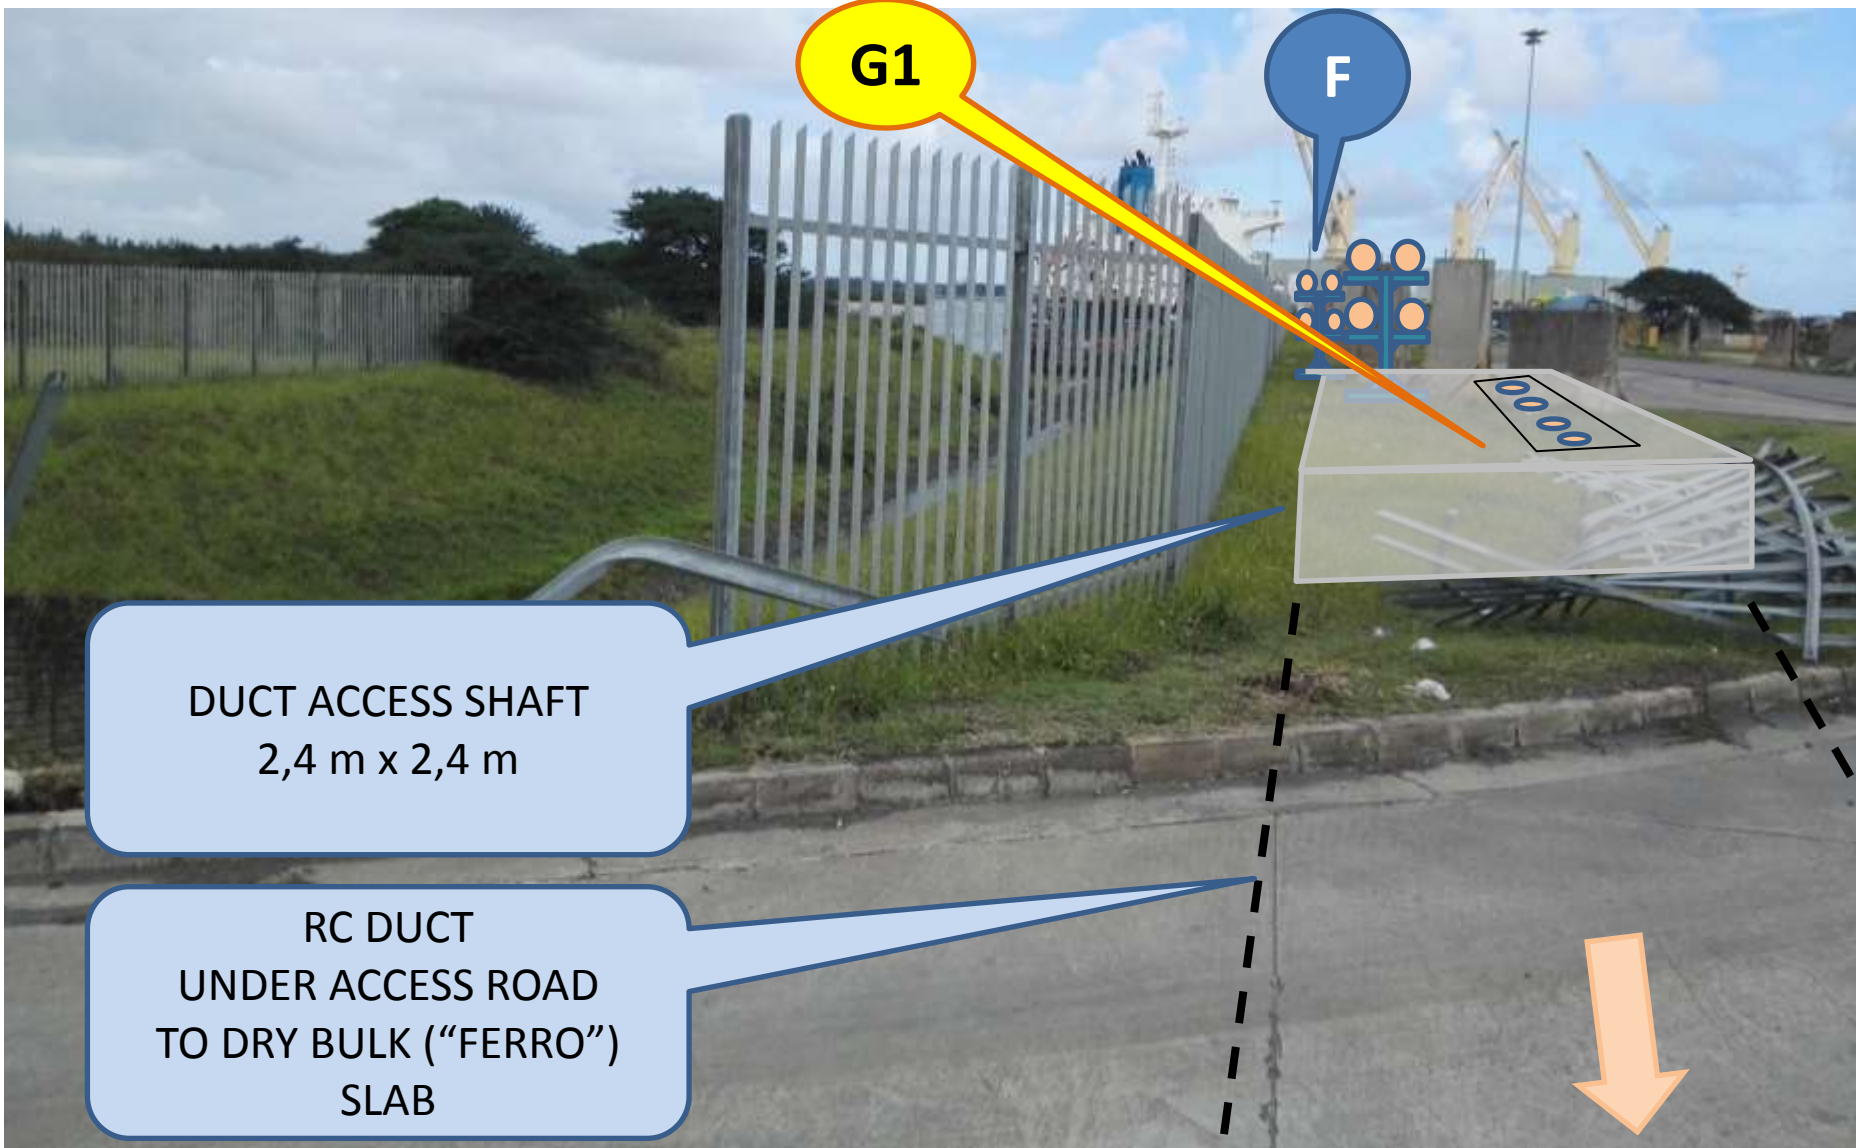 G1
F
DUCT ACCESS SHAFT
2,4 m x 2,4 m
RC DUCT
UNDER ACCESS ROAD
TO DRY BULK (“FERRO”)
SLAB